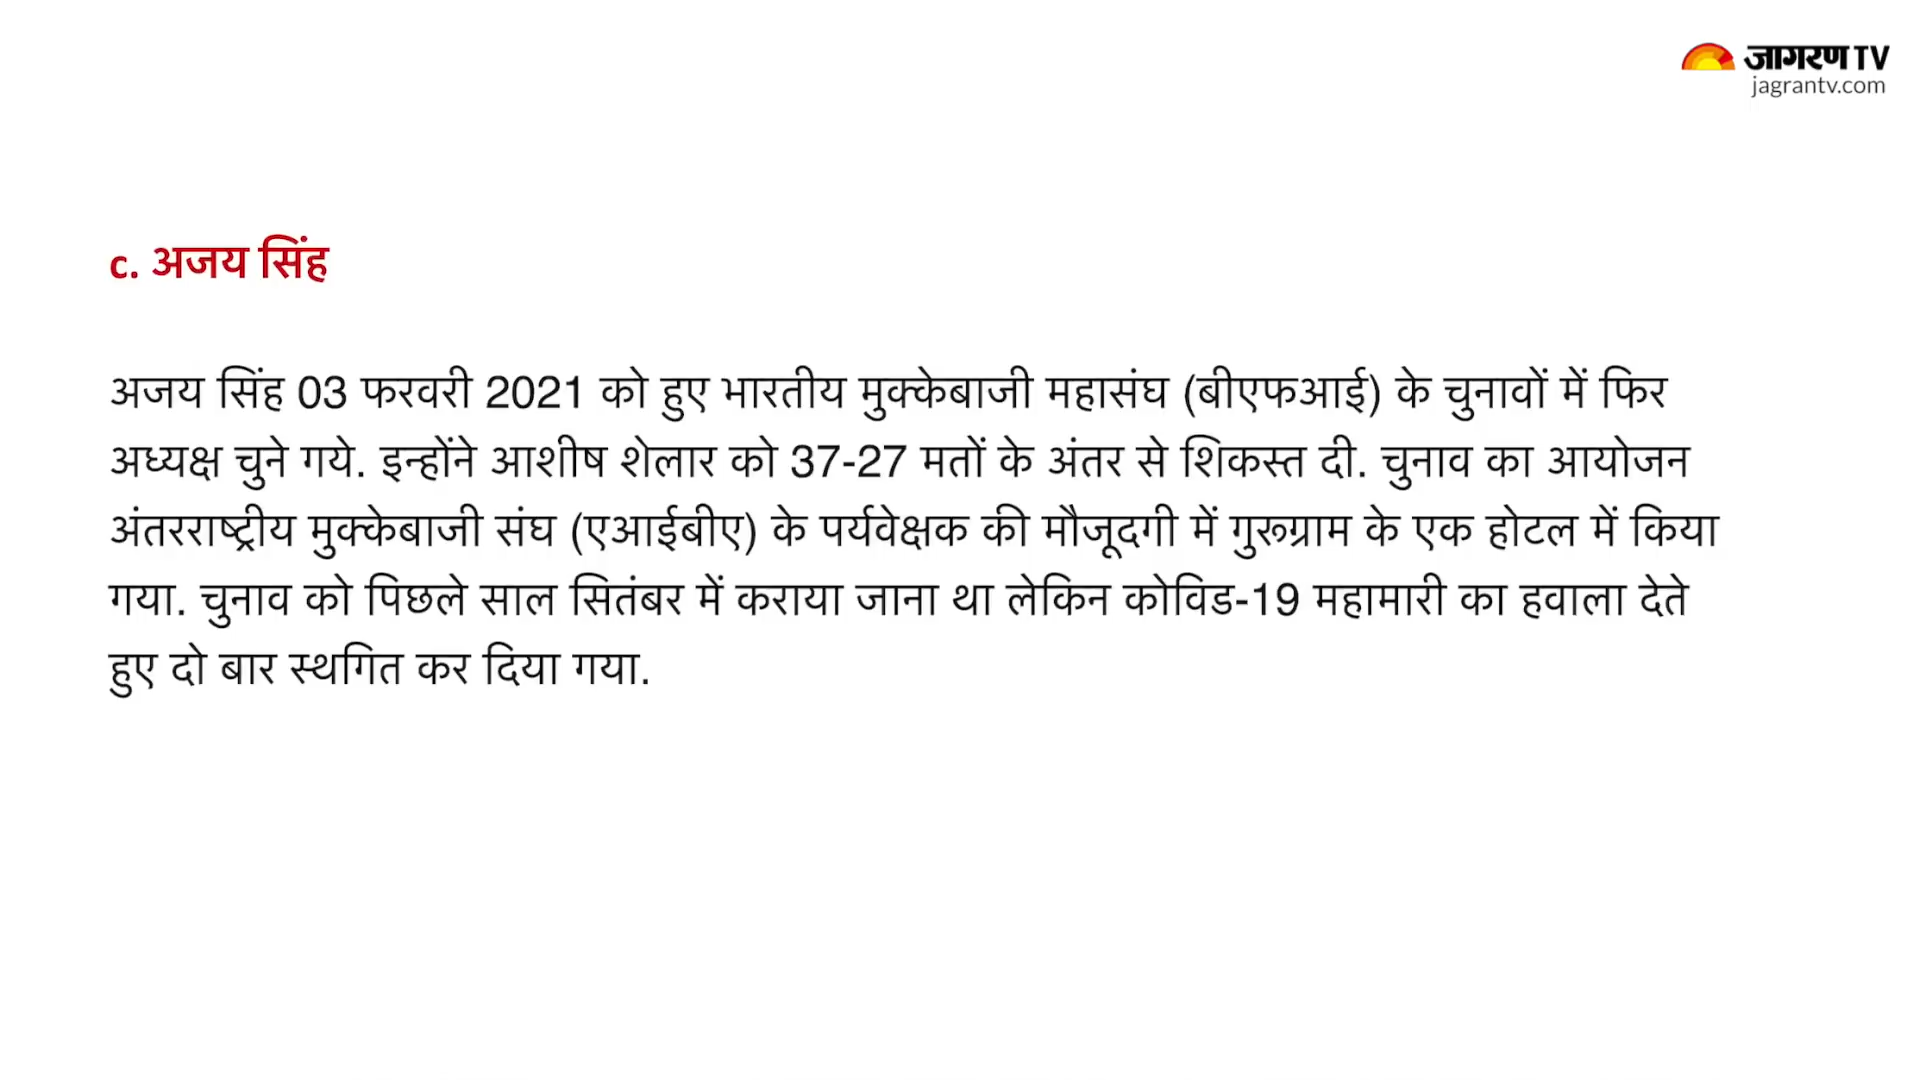 जागरण TV
jagrantv.com
c. अजय सिंह
अजय सिंह 03 फरवरी 2021 को हुए भारतीय मुक्केबाजी महासंघ (बीएफआई) के चुनावों में फिर
अध्यक्ष चुने गये. इन्होंने आशीष शेलार को 37-27 मतों के अंतर से शिकस्त दी. चुनाव का आयोजन
अंतरराष्ट्रीय मुक्केबाजी संघ (एआईबीए) के पर्यवेक्षक की मौजूदगी में गुरूग्राम के एक होटल में किया
गया. चुनाव को पिछले साल सितंबर में कराया जाना था लेकिन कोविड-19 महामारी का हवाला देते
हुए दो बार स्थगित कर दिया गया.